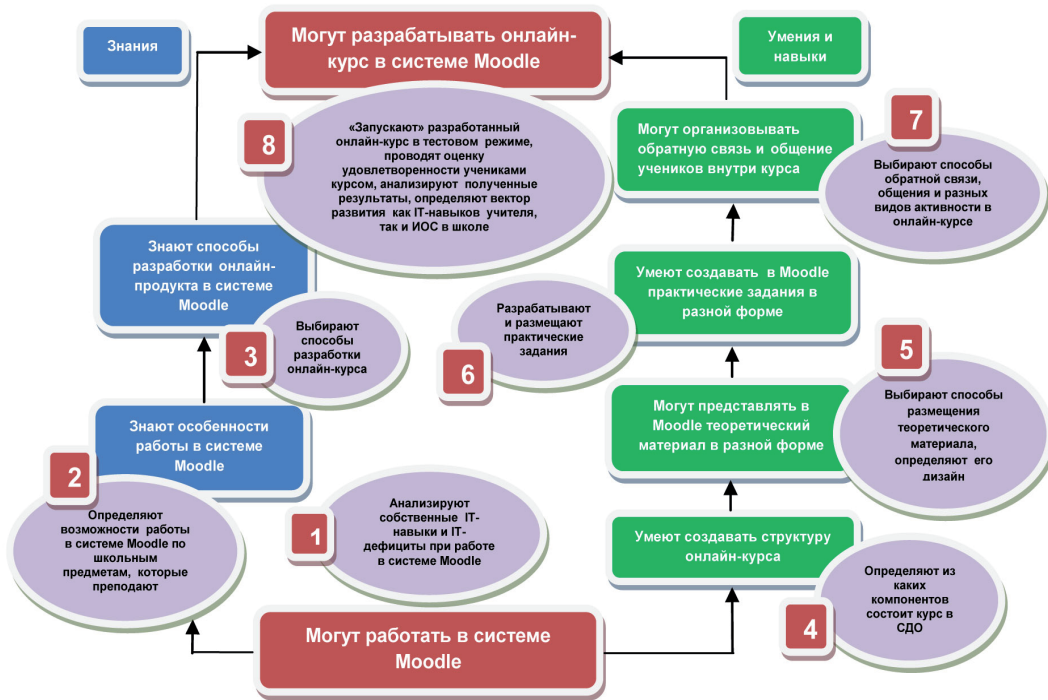 Знания
Могут разрабатывать онлайн-
курс в системе Moodle
Умения и
навыки
8
«Запускают» разработанный
онлайн-курс в тестовом режиме,
проводят оценку
удовлетворенности учениками
курсом, анализируют полученные
результаты, определяют вектор
развития как IT-навыков учителя,
так и ИОС в школе
Могут организовывать
обратную связь и общение
учеников внутри курса
7
Выбирают способы
обратной связи,
общения и разных
видов активности в
онлайн-курсе
Знают способы
разработки онлайн-
продукта в системе
Moodle
3
Выбирают
способы
разработки
онлайн-курса
Умеют создавать в Moodle
практические задания в
разной форме
6
Разрабатывают
и размещают
практические
задания
5
Выбирают способы
размещения
теоретического
материала,
определяют его
дизайн
Могут представлять в
Moodle теоретический
материал в разной форме
Знают особенности
работы в системе
Moodle
2
Определяют
возможности работы
в системе Moodle по
школьным
предметам, которые
преподают
1
Анализируют
собственные IT-
навыки и IT-
дефициты при работе
в системе Moodle
Умеют создавать структуру
онлайн-курса
4
Определяют из
каких
компонентов
состоит курс в
СДО
Могут работать в системе
Moodle